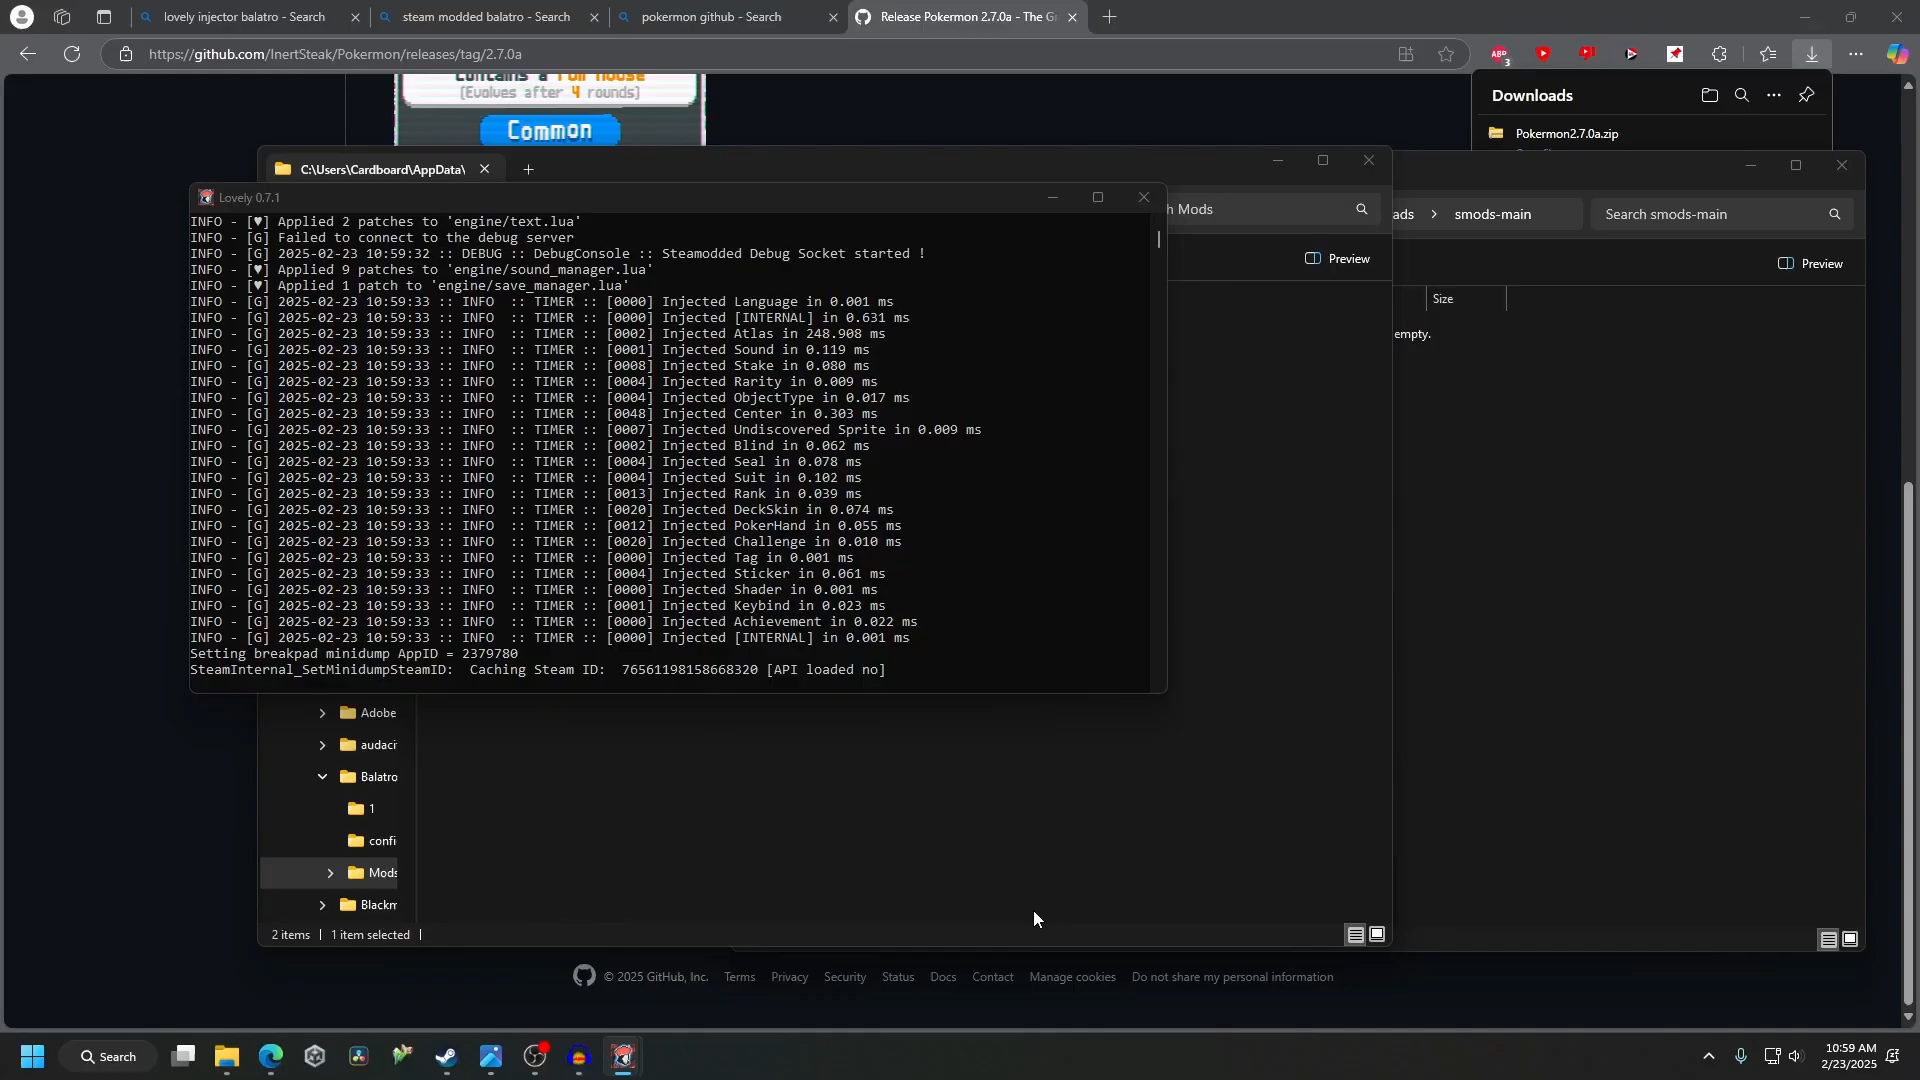 lovely injector balatro - Search
steam modded balatro - Search
pokermon github - Search
Release Pokermon 2.7.0a - The Gr
https://github.com/InertSteak/Pokermon/releases/tag/2.7.0a
ABP
3
Contains a Full House
(Evolves after 4 rounds)
Common
Downloads
Pokermon2.7.0a.zip
C:\Users\Cardboard\AppData\
h Mods
Preview
ads > smods-main
Search smods-main
Preview
Size
empty.
Lovely 0.7.1
INFO - [♥] Applied 2 patches to 'engine/text.lua'
INFO - [G] Failed to connect to the debug server
INFO - [G] 2025-02-23 10:59:32 :: DEBUG :: DebugConsole :: Steamodded Debug Socket started !
INFO - [♥] Applied 9 patches to 'engine/sound_manager.lua'
INFO - [♥] Applied 1 patch to 'engine/save_manager.lua'
INFO - [G] 2025-02-23 10:59:33 :: INFO  :: TIMER :: [0000] Injected Language in 0.001 ms
INFO - [G] 2025-02-23 10:59:33 :: INFO  :: TIMER :: [0000] Injected [INTERNAL] in 0.631 ms
INFO - [G] 2025-02-23 10:59:33 :: INFO  :: TIMER :: [0002] Injected Atlas in 248.908 ms
INFO - [G] 2025-02-23 10:59:33 :: INFO  :: TIMER :: [0001] Injected Sound in 0.119 ms
INFO - [G] 2025-02-23 10:59:33 :: INFO  :: TIMER :: [0008] Injected Stake in 0.080 ms
INFO - [G] 2025-02-23 10:59:33 :: INFO  :: TIMER :: [0004] Injected Rarity in 0.009 ms
INFO - [G] 2025-02-23 10:59:33 :: INFO  :: TIMER :: [0004] Injected ObjectType in 0.017 ms
INFO - [G] 2025-02-23 10:59:33 :: INFO  :: TIMER :: [0048] Injected Center in 0.303 ms
INFO - [G] 2025-02-23 10:59:33 :: INFO  :: TIMER :: [0007] Injected Undiscovered Sprite in 0.009 ms
INFO - [G] 2025-02-23 10:59:33 :: INFO  :: TIMER :: [0002] Injected Blind in 0.062 ms
INFO - [G] 2025-02-23 10:59:33 :: INFO  :: TIMER :: [0004] Injected Seal in 0.078 ms
INFO - [G] 2025-02-23 10:59:33 :: INFO  :: TIMER :: [0004] Injected Suit in 0.102 ms
INFO - [G] 2025-02-23 10:59:33 :: INFO  :: TIMER :: [0013] Injected Rank in 0.039 ms
INFO - [G] 2025-02-23 10:59:33 :: INFO  :: TIMER :: [0020] Injected DeckSkin in 0.074 ms
INFO - [G] 2025-02-23 10:59:33 :: INFO  :: TIMER :: [0012] Injected PokerHand in 0.055 ms
INFO - [G] 2025-02-23 10:59:33 :: INFO  :: TIMER :: [0020] Injected Challenge in 0.010 ms
INFO - [G] 2025-02-23 10:59:33 :: INFO  :: TIMER :: [0000] Injected Tag in 0.001 ms
INFO - [G] 2025-02-23 10:59:33 :: INFO  :: TIMER :: [0004] Injected Sticker in 0.061 ms
INFO - [G] 2025-02-23 10:59:33 :: INFO  :: TIMER :: [0000] Injected Shader in 0.001 ms
INFO - [G] 2025-02-23 10:59:33 :: INFO  :: TIMER :: [0001] Injected Keybind in 0.023 ms
INFO - [G] 2025-02-23 10:59:33 :: INFO  :: TIMER :: [0000] Injected Achievement in 0.022 ms
INFO - [G] 2025-02-23 10:59:33 :: INFO  :: TIMER :: [0000] Injected [INTERNAL] in 0.001 ms
Setting breakpad minidump AppID = 2379780
SteamInternal_SetMinidumpSteamID:  Caching Steam ID:  76561198158668320 [API loaded no]
Adobe
audaci
Balatro
1
confi
Mods
Blackm
2 items
1 item selected
© 2025 GitHub, Inc.
Terms
Privacy
Security
Status
Docs
Contact
Manage cookies
Do not share my personal information
Search
10:59 AM
2/23/2025